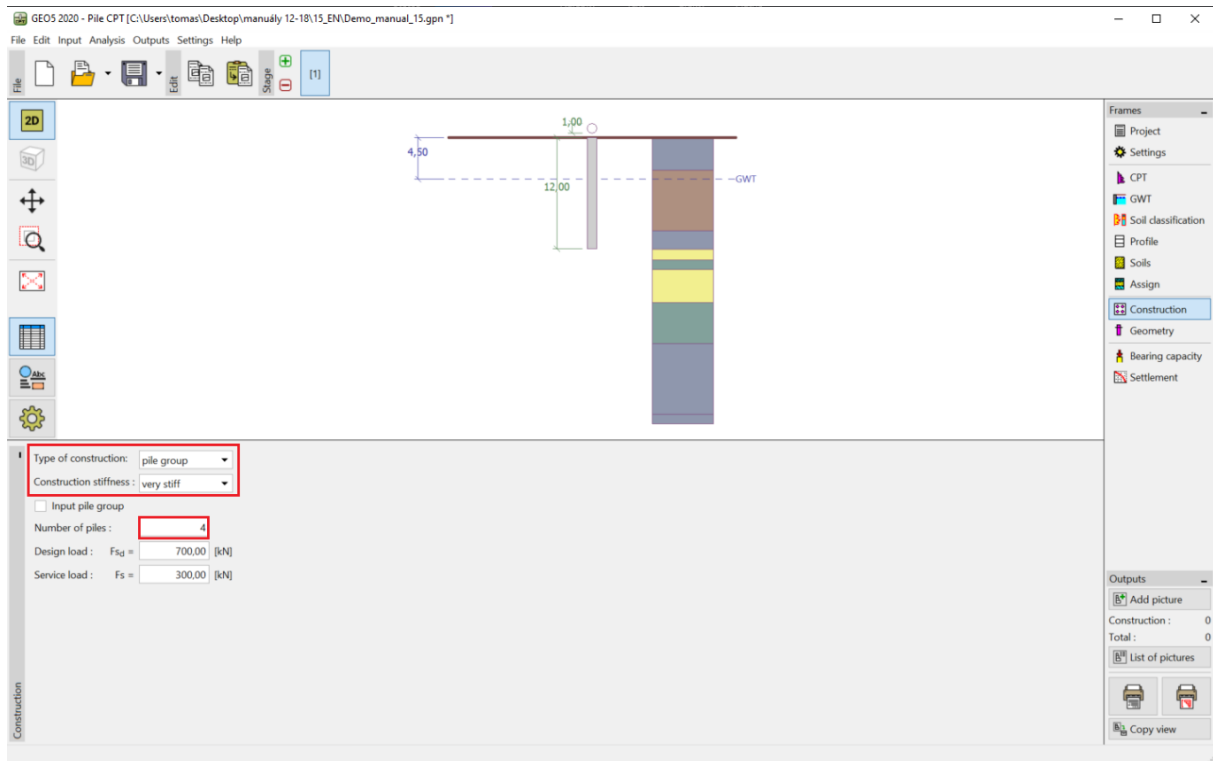 GEO5 2020 - Pile CPT [C:\Users\tomas\Desktop\manuály 12-18\15_EN\Demo_manual_15.gpn *]
File Edit Input Analysis Outputs Settings Help
File
Edit
Stage
[1]
2D
3D
1,00
4,50
12,00
GWT
Frames
Project
Settings
CPT
GWT
Soil classification
Profile
Soils
Assign
Construction
Geometry
Bearing capacity
Settlement
Abc
Type of construction: pile group
Construction stiffness : very stiff
Input pile group
Number of piles : 4
Design load : Fsd = 700,00 [kN]
Service load : Fs = 300,00 [kN]
Construction
Outputs
Add picture
Construction : 0
Total : 0
List of pictures
Copy view